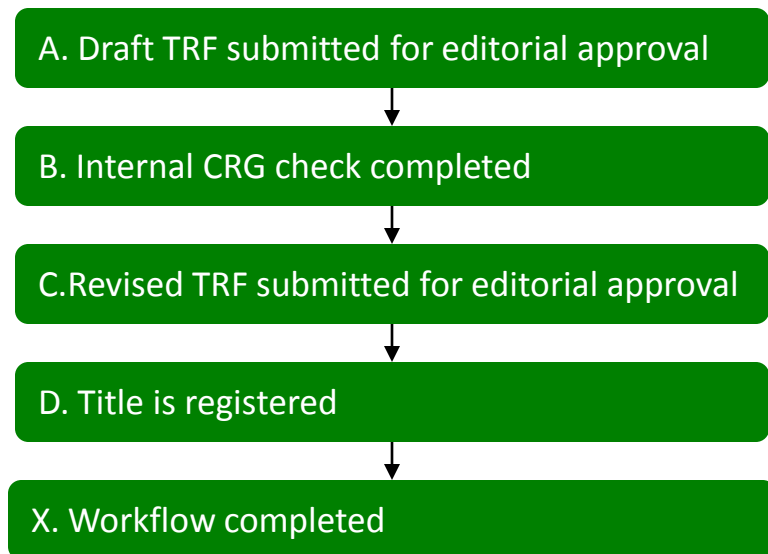 A. Draft TRF submitted for editorial approval
B. Internal CRG check completed
C.Revised TRF submitted for editorial approval
D. Title is registered
X. Workflow completed